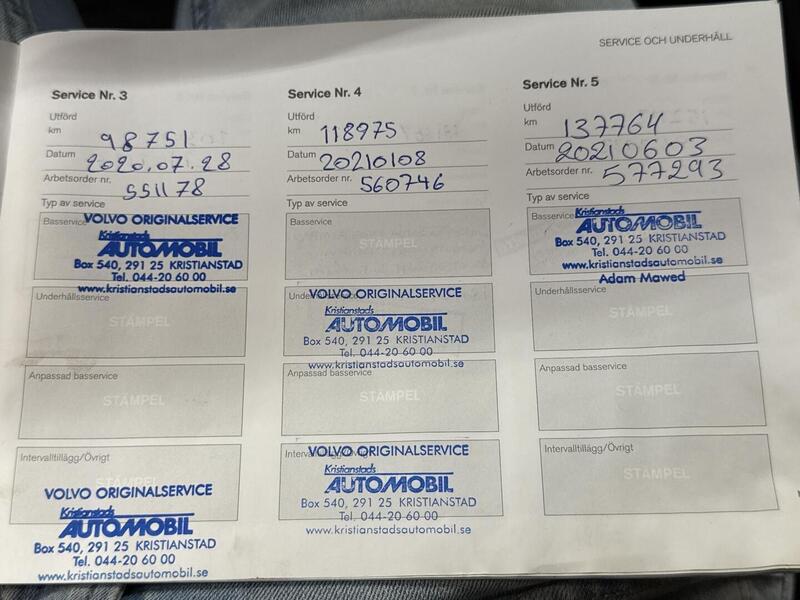 SERVICE OCH UNDERHÅLL
Service Nr. 3
Utförd
km 98751
Datum 2020.07.28
Arbetsorder nr. 551178
Typ av service
Basservice
VOLVO ORIGINALSERVICE
Kristianstads
AUTOMOBIL
Box 540, 291 25 KRISTIANSTAD
Tel. 044-20 60 00
www.kristianstadsautomobil.se
Underhållsservice
STÄMPEL
Anpassad basservice
STÄMPEL
Intervalltillägg/Övrigt
VOLVO ORIGINALSERVICE
Kristianstads
AUTOMOBIL
Box 540, 291 25 KRISTIANSTAD
Tel. 044-20 60 00
www.kristianstadsautomobil.se
Service Nr. 4
Utförd
km 118975
Datum 20210108
Arbetsorder nr. 560746
Typ av service
Basservice
STÄMPEL
Underhållsservice
VOLVO ORIGINALSERVICE
Kristianstads
AUTOMOBIL
Box 540, 291 25 KRISTIANSTAD
Tel. 044-20 60 00
www.kristianstadsautomobil.se
Anpassad basservice
STÄMPEL
Intervalltillägg/Övrigt
VOLVO ORIGINALSERVICE
Kristianstads
AUTOMOBIL
Box 540, 291 25 KRISTIANSTAD
Tel. 044-20 60 00
www.kristianstadsautomobil.se
Service Nr. 5
Utförd
km 137764
Datum 20210603
Arbetsorder nr. 577293
Typ av service
Basservice
Kristianstads
AUTOMOBIL
Box 540, 291 25 KRISTIANSTAD
Tel. 044-20 60 00
www.kristianstadsautomobil.se
Adam Mawed
Underhållsservice
STÄMPEL
Anpassad basservice
STÄMPEL
Intervalltillägg/Övrigt
STÄMPEL